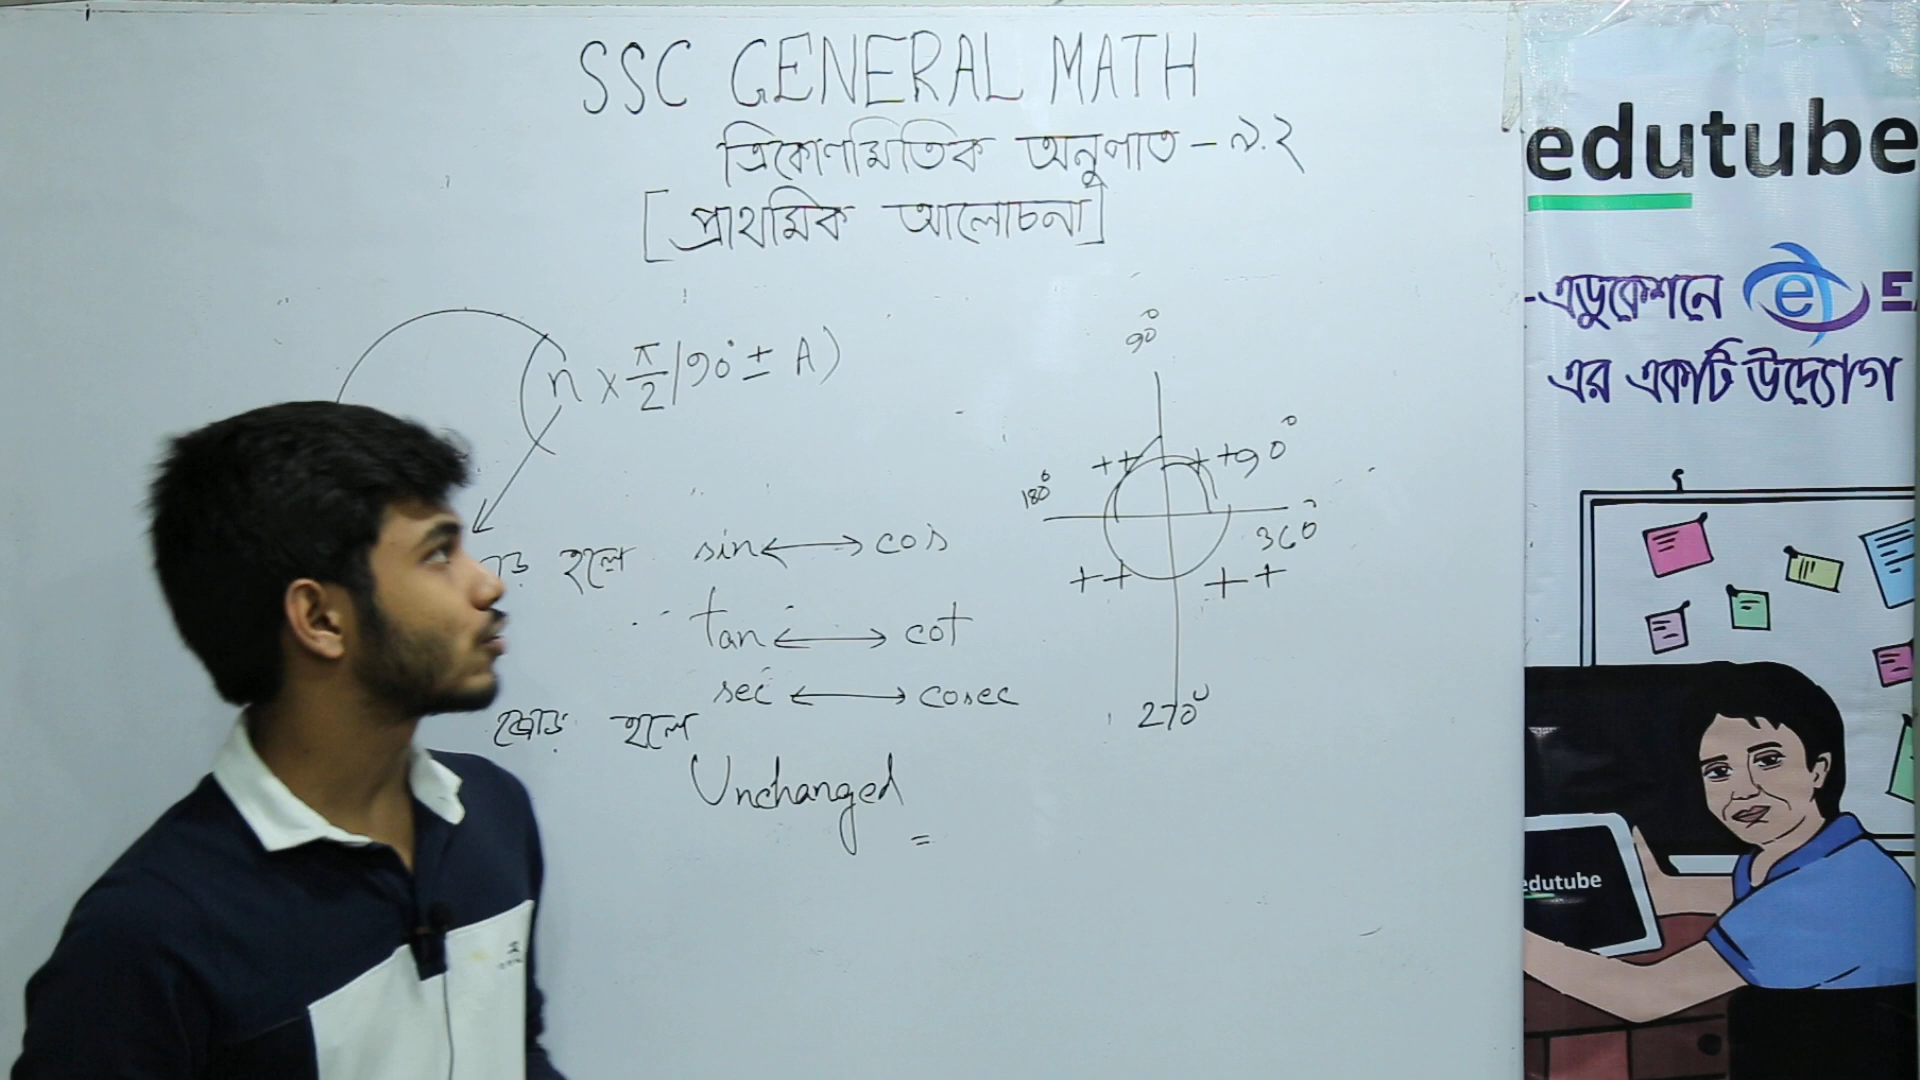 SSC GENERAL MATH
ত্রিকোণমিতিক অনুপাত - ৯.২
[প্রাথমিক আলোচনা]
(n × π/2 / 90° ± A)
হলে sin ↔ cos
tan ↔ cot
sec ↔ cosec
জোড় হলে
Unchanged
=
90°
++ ++90°
180°
360°
++ ++
270°
edutube
-এডুকেশনে e E
এর একটি উদ্যোগ
edutube